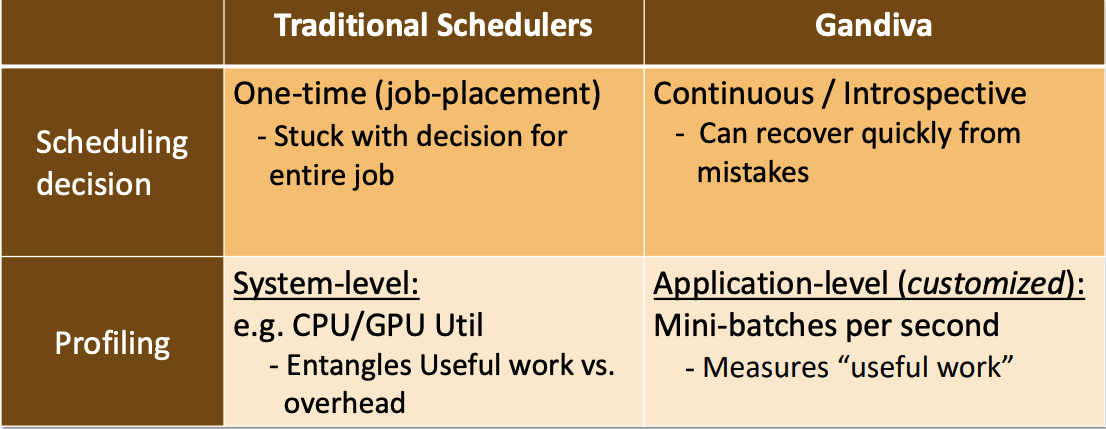 Traditional Schedulers
Gandiva
Scheduling
decision
One-time (job-placement)
- Stuck with decision for
entire job
Continuous / Introspective
- Can recover quickly from
mistakes
Profiling
System-level:
e.g. CPU/GPU Util
- Entangles Useful work vs.
overhead
Application-level (customized):
Mini-batches per second
- Measures “useful work”